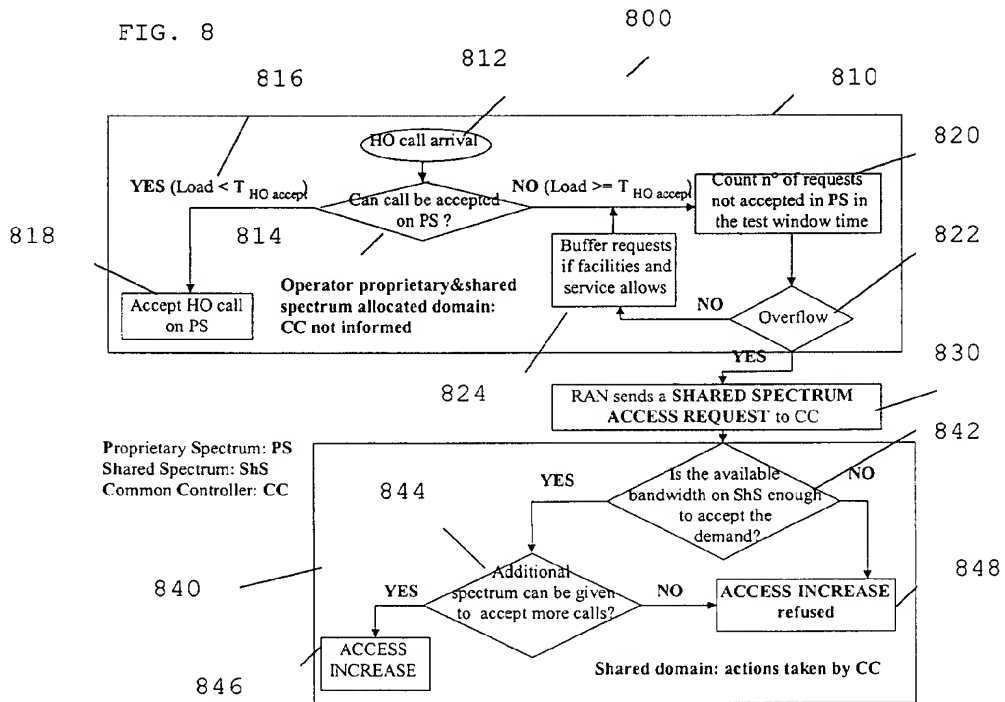 FIG. 8
800
812
816
810
HO call arrival
820
YES (Load < T HO accept)
NO (Load >= T HO accept)
Can call be accepted
on PS ?
Count n° of requests
not accepted in PS in
the test window time
818
814
822
Buffer requests
if facilities and
service allows
Operator proprietary&shared
spectrum allocated domain:
CC not informed
Accept HO call
on PS
NO
Overflow
YES
830
824
RAN sends a SHARED SPECTRUM
ACCESS REQUEST to CC
842
Proprietary Spectrum: PS
Shared Spectrum: ShS
Common Controller: CC
YES
Is the available
bandwidth on ShS enough
to accept the
demand?
NO
844
840
848
Additional
spectrum can be given
to accept more calls?
YES
NO
ACCESS INCREASE
refused
ACCESS
INCREASE
846
Shared domain: actions taken by CC